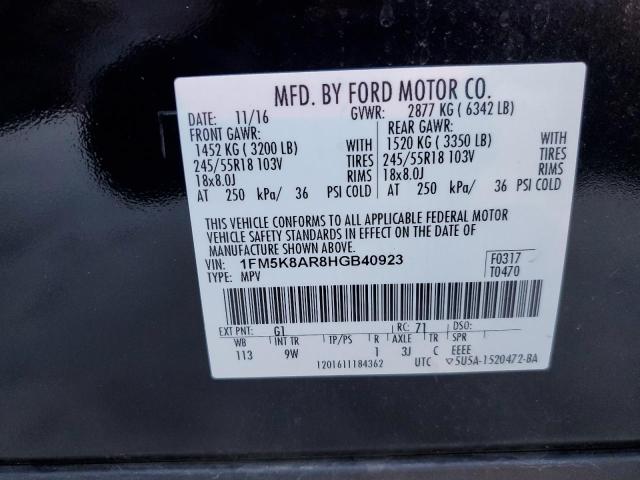 MFD. BY FORD MOTOR CO.
DATE: 11/16 GVWR: 2877 KG ( 6342 LB)
FRONT GAWR: REAR GAWR:
1452 KG ( 3200 LB) WITH 1520 KG ( 3350 LB) WITH
245/55R18 103V TIRES 245/55R18 103V TIRES
18x8.0J RIMS 18x8.0J RIMS
AT 250 kPa/ 36 PSI COLD AT 250 kPa/ 36 PSI COLD
THIS VEHICLE CONFORMS TO ALL APPLICABLE FEDERAL MOTOR
VEHICLE SAFETY STANDARDS IN EFFECT ON THE DATE OF
MANUFACTURE SHOWN ABOVE.
VIN: 1FM5K8AR8HGB40923 F0317
TYPE: MPV T0470
EXT PNT: G1 RC: 71 DSO:
WB INT TR TP/PS R AXLE TR SPR
113 9W 1 3J C EEEE
1201611184362 UTC ▽5U5A-1520472-BA